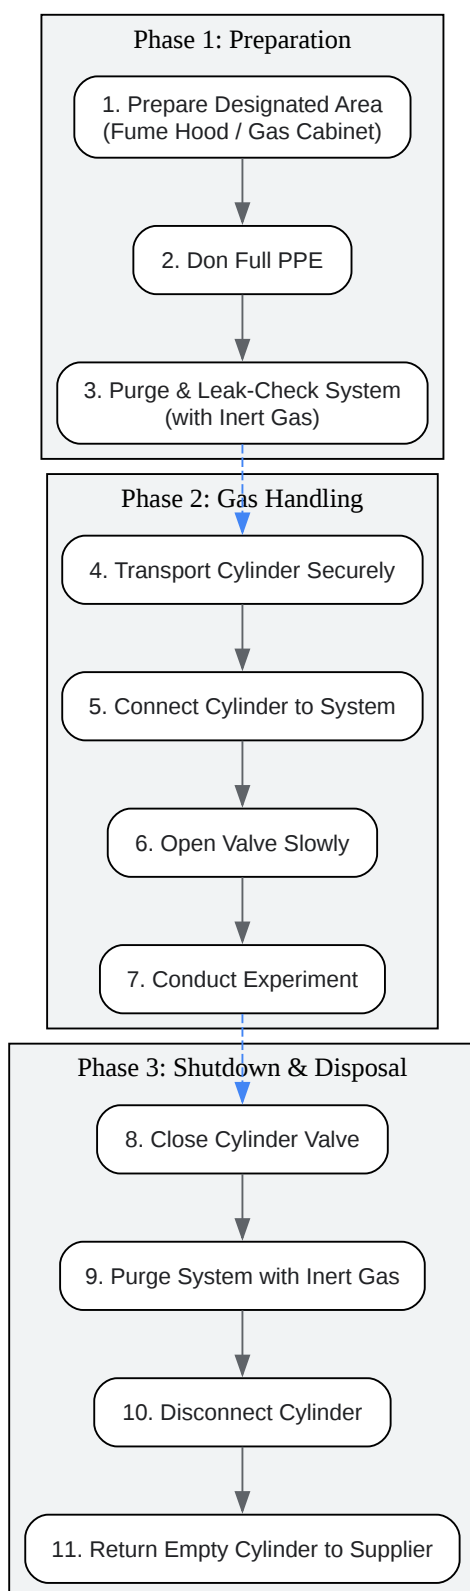 Phase 1: Preparation
1. Prepare Designated Area
(Fume Hood / Gas Cabinet)
2. Don Full PPE
3. Purge & Leak-Check System
(with Inert Gas)
Phase 2: Gas Handling
4. Transport Cylinder Securely
5. Connect Cylinder to System
6. Open Valve Slowly
7. Conduct Experiment
Phase 3: Shutdown & Disposal
8. Close Cylinder Valve
9. Purge System with Inert Gas
10. Disconnect Cylinder
11. Return Empty Cylinder to Supplier